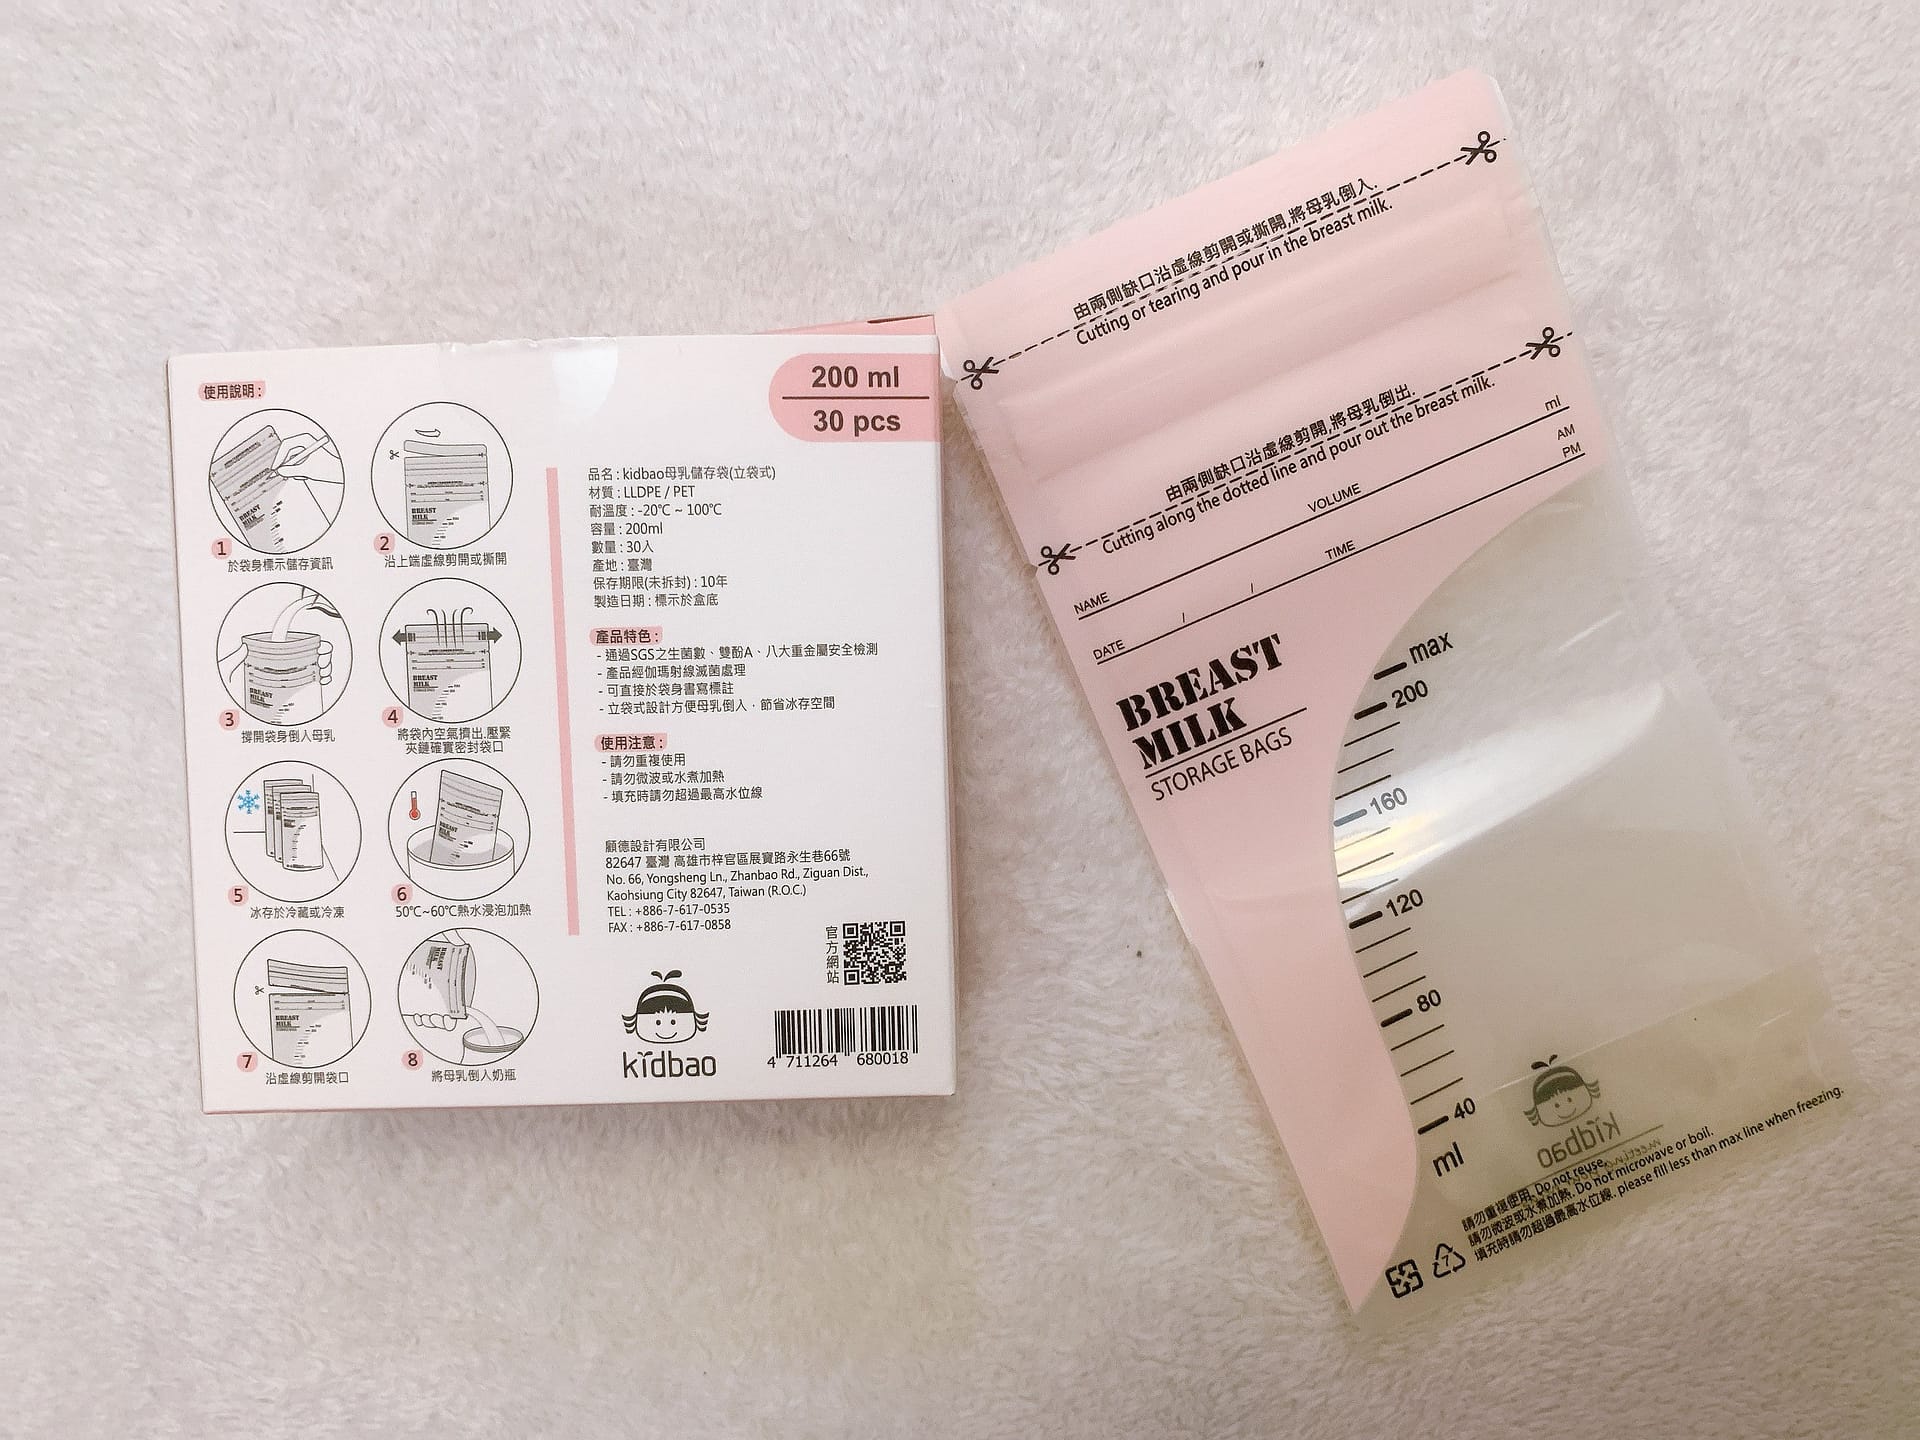 使用說明:
1
於袋身標示儲存資訊
2
沿上端虛線剪開或撕開
3
撐開袋身倒入母乳
4
將袋內空氣擠出.壓緊
夾鏈確實密封袋口
5
冰存於冷藏或冷凍
6
50℃~60℃熱水浸泡加熱
7
沿虛線剪開袋口
8
將母乳倒入奶瓶
200 ml
30 pcs
品名 : kidbao母乳儲存袋(立袋式)
材質 : LLDPE / PET
耐溫度 : -20℃ ~ 100℃
容量 : 200ml
數量 : 30入
產地 : 臺灣
保存期限(未拆封) : 10年
製造日期 : 標示於盒底
產品特色 :
- 通過SGS之生菌數、雙酚A、八大重金屬安全檢測
- 產品經伽瑪射線滅菌處理
- 可直接於袋身書寫標註
- 立袋式設計方便母乳倒入，節省冰存空間
使用注意 :
- 請勿重複使用
- 請勿微波或水煮加熱
- 填充時請勿超過最高水位線
顧德設計有限公司
82647 臺灣 高雄市梓官區展寶路永生巷66號
No. 66, Yongsheng Ln., Zhanbao Rd., Ziguan Dist.,
Kaohsiung City 82647, Taiwan (R.O.C.)
TEL : +886-7-617-0535
FAX : +886-7-617-0858
官方網站
kidbao
4 711264 680018
由兩側缺口沿虛線剪開或撕開,將母乳倒入.
Cutting or tearing and pour in the breast milk.
由兩側缺口沿虛線剪開,將母乳倒出.
Cutting along the dotted line and pour out the breast milk.
NAME VOLUME ml
DATE / / TIME AM PM
BREAST
MILK
STORAGE BAGS
max
200
160
120
80
40
ml
kidbao
請勿重複使用. Do not reuse.
請勿微波或水煮加熱. Do not microwave or boil.
填充時請勿超過最高水位線. please fill less than max line when freezing.
7